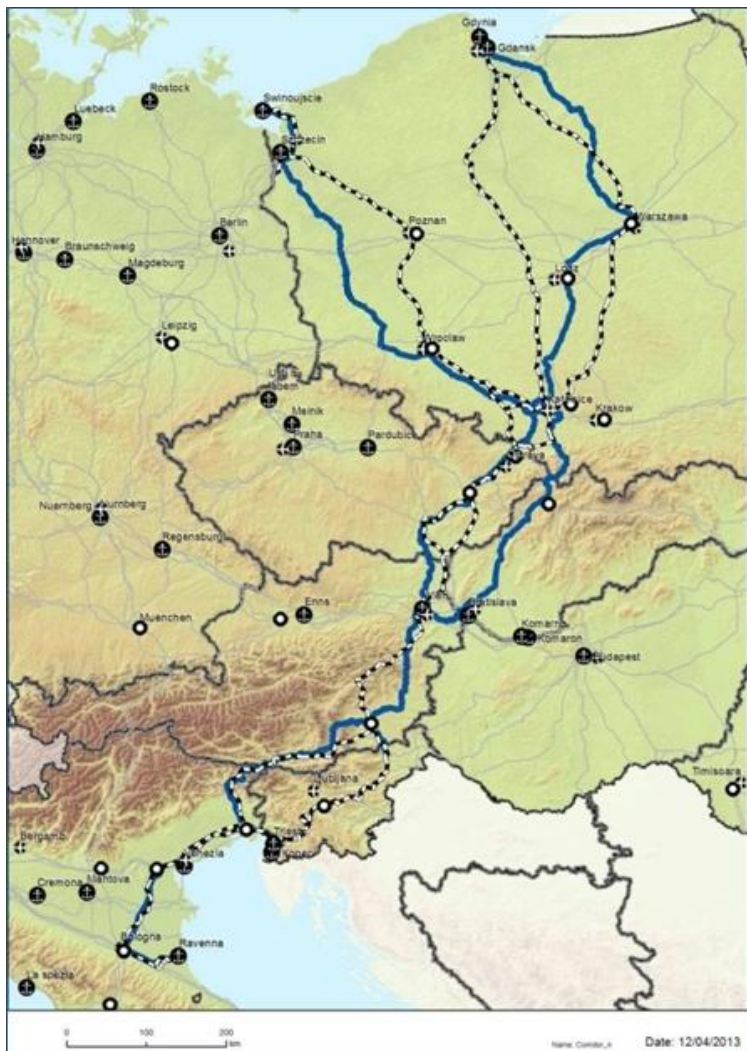 Gdynia
Gdansk
Swinoujscie
Rostock
Luebeck
Hamburg
Szczecin
Berlin
Poznan
Warszawa
Hannover
Braunschweig
Magdeburg
Leipzig
Wroclaw
Katowice
Krakow
Melnik
Praha
Pardubice
Nuernberg
Regensburg
Muenchen
Enns
Bratislava
Komarno
Komarom
Budapest
Timisoara
Ljubljana
Trieste
Koper
Venezia
Bergamo
Cremona
Mantova
Bologna
Ravenna
La spezia
0 100 200
km
Date: 12/04/2013